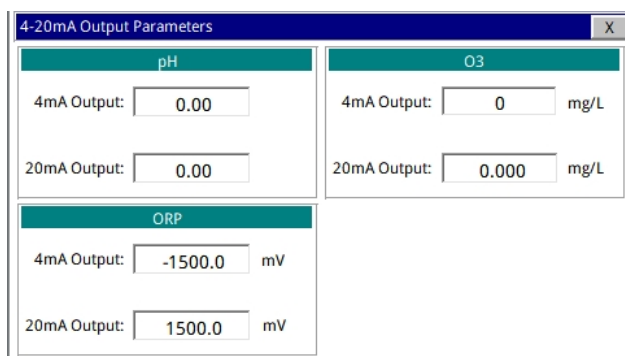 4-20mA Output Parameters X
pH
4mA Output: 0.00
20mA Output: 0.00
O3
4mA Output: 0 mg/L
20mA Output: 0.000 mg/L
ORP
4mA Output: -1500.0 mV
20mA Output: 1500.0 mV